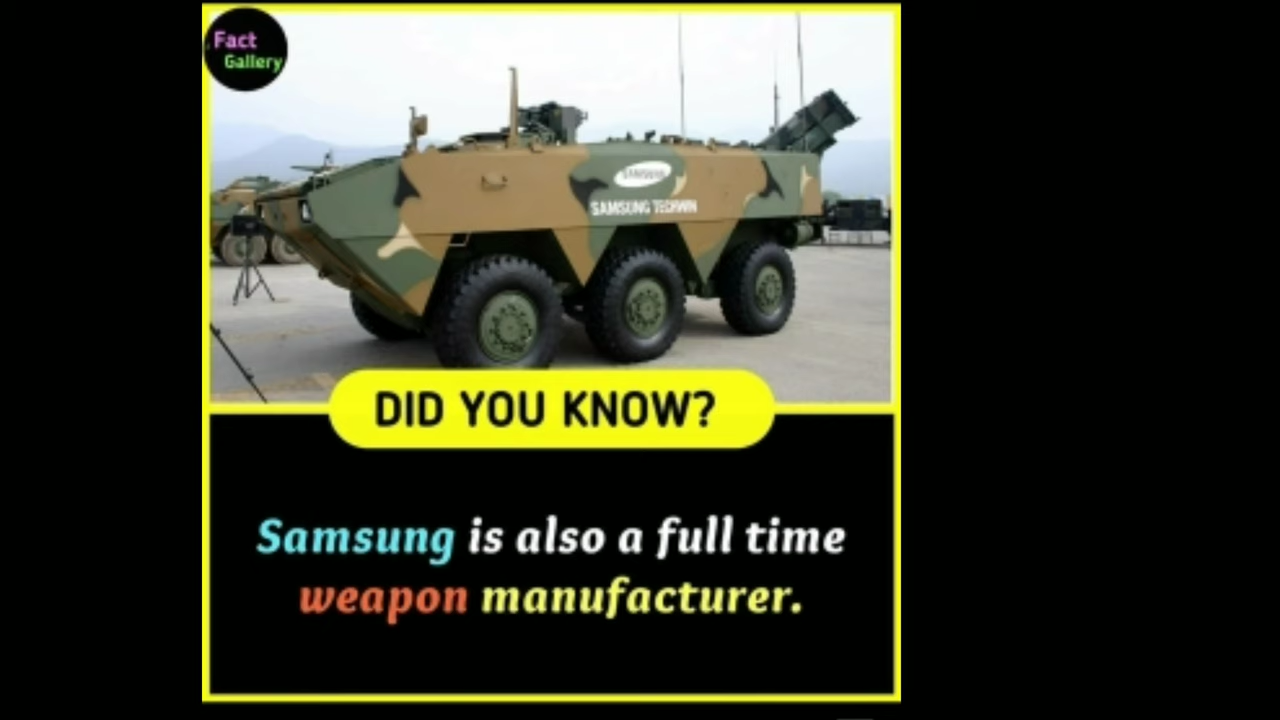 Fact
Gallery
SAMSUNG
SAMSUNG TECHWIN
DID YOU KNOW?
Samsung is also a full time
weapon manufacturer.